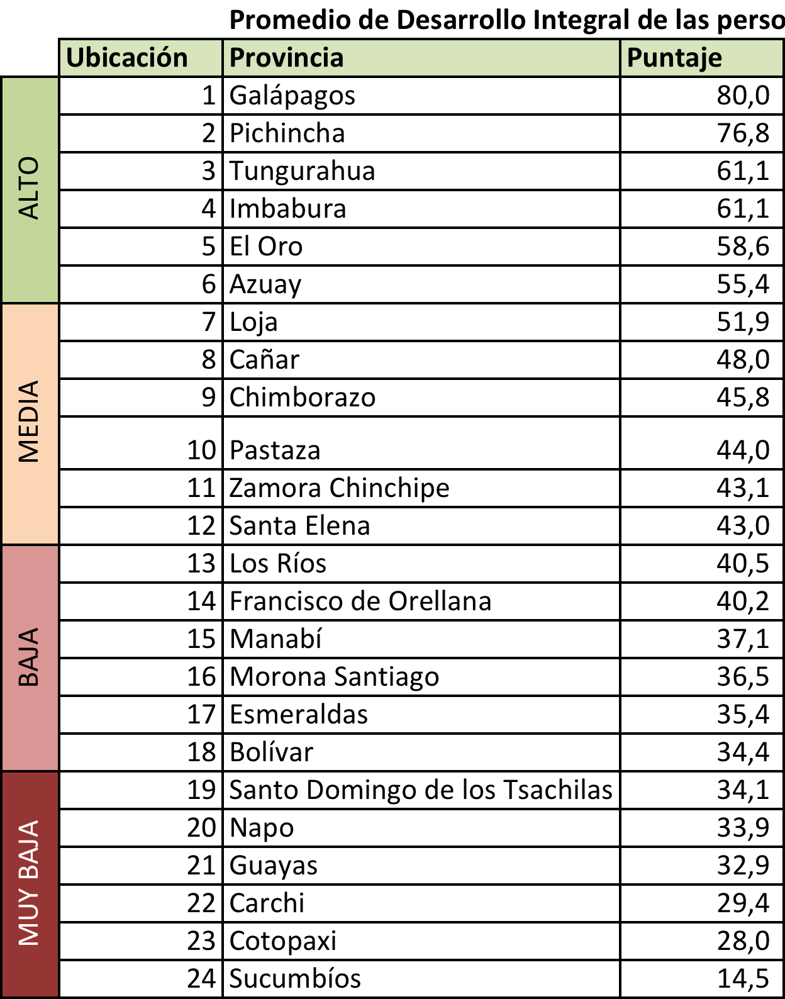 Promedio de Desarrollo Integral de las perso
Ubicación Provincia Puntaje
ALTO
1 Galápagos 80,0
2 Pichincha 76,8
3 Tungurahua 61,1
4 Imbabura 61,1
5 El Oro 58,6
6 Azuay 55,4
MEDIA
7 Loja 51,9
8 Cañar 48,0
9 Chimborazo 45,8
10 Pastaza 44,0
11 Zamora Chinchipe 43,1
12 Santa Elena 43,0
BAJA
13 Los Ríos 40,5
14 Francisco de Orellana 40,2
15 Manabí 37,1
16 Morona Santiago 36,5
17 Esmeraldas 35,4
18 Bolívar 34,4
MUY BAJA
19 Santo Domingo de los Tsachilas 34,1
20 Napo 33,9
21 Guayas 32,9
22 Carchi 29,4
23 Cotopaxi 28,0
24 Sucumbíos 14,5